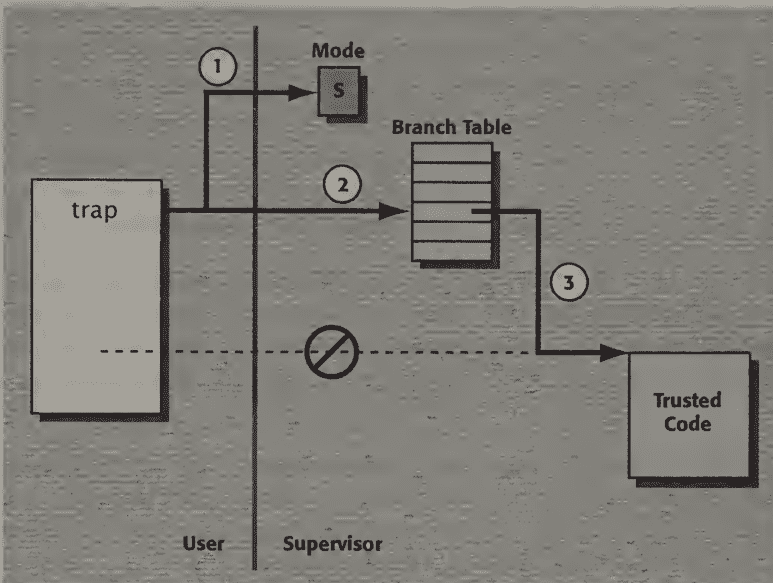 1
Mode
S
Branch Table
2
trap
3
Trusted
Code
User
Supervisor